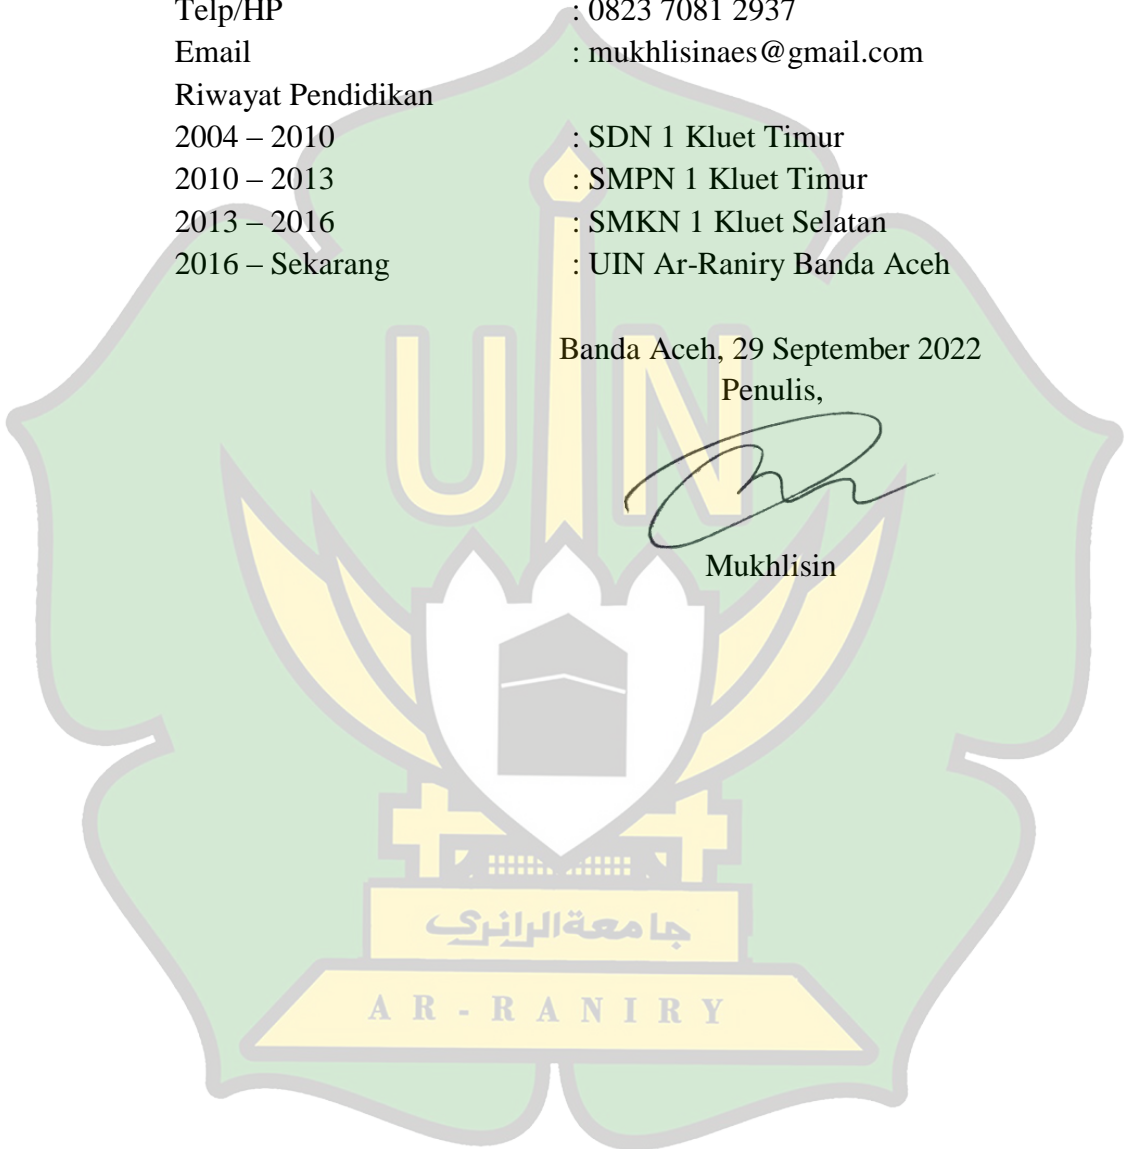 Telp/HP : 0823 7081 2937
Email : mukhlisinaes@gmail.com
Riwayat Pendidikan
2004 – 2010 : SDN 1 Kluet Timur
2010 – 2013 : SMPN 1 Kluet Timur
2013 – 2016 : SMKN 1 Kluet Selatan
2016 – Sekarang : UIN Ar-Raniry Banda Aceh
Banda Aceh, 29 September 2022
Penulis,
Mukhlisin
UIN
جامعة الرانري
AR-RANIRY